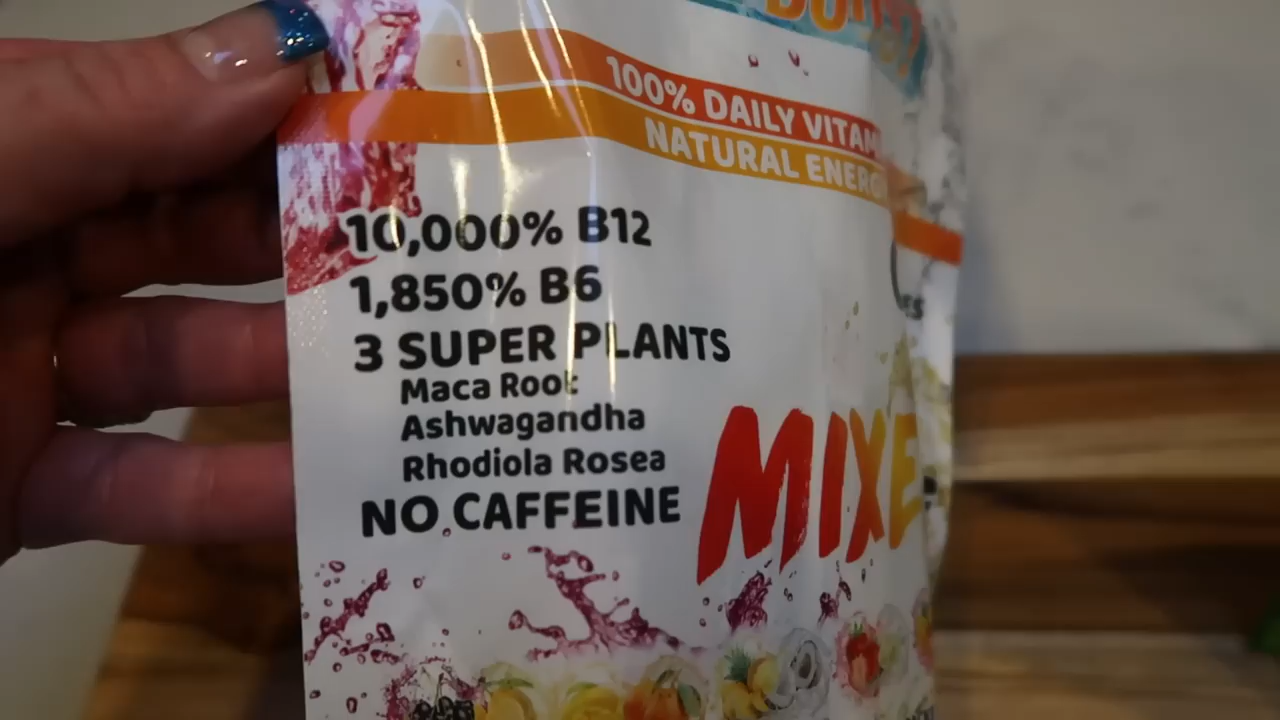 100% DAILY VITAM
NATURAL ENERG
10,000% B12
1,850% B6
3 SUPER PLANTS
Maca Root
Ashwagandha
Rhodiola Rosea
NO CAFFEINE
MIXE